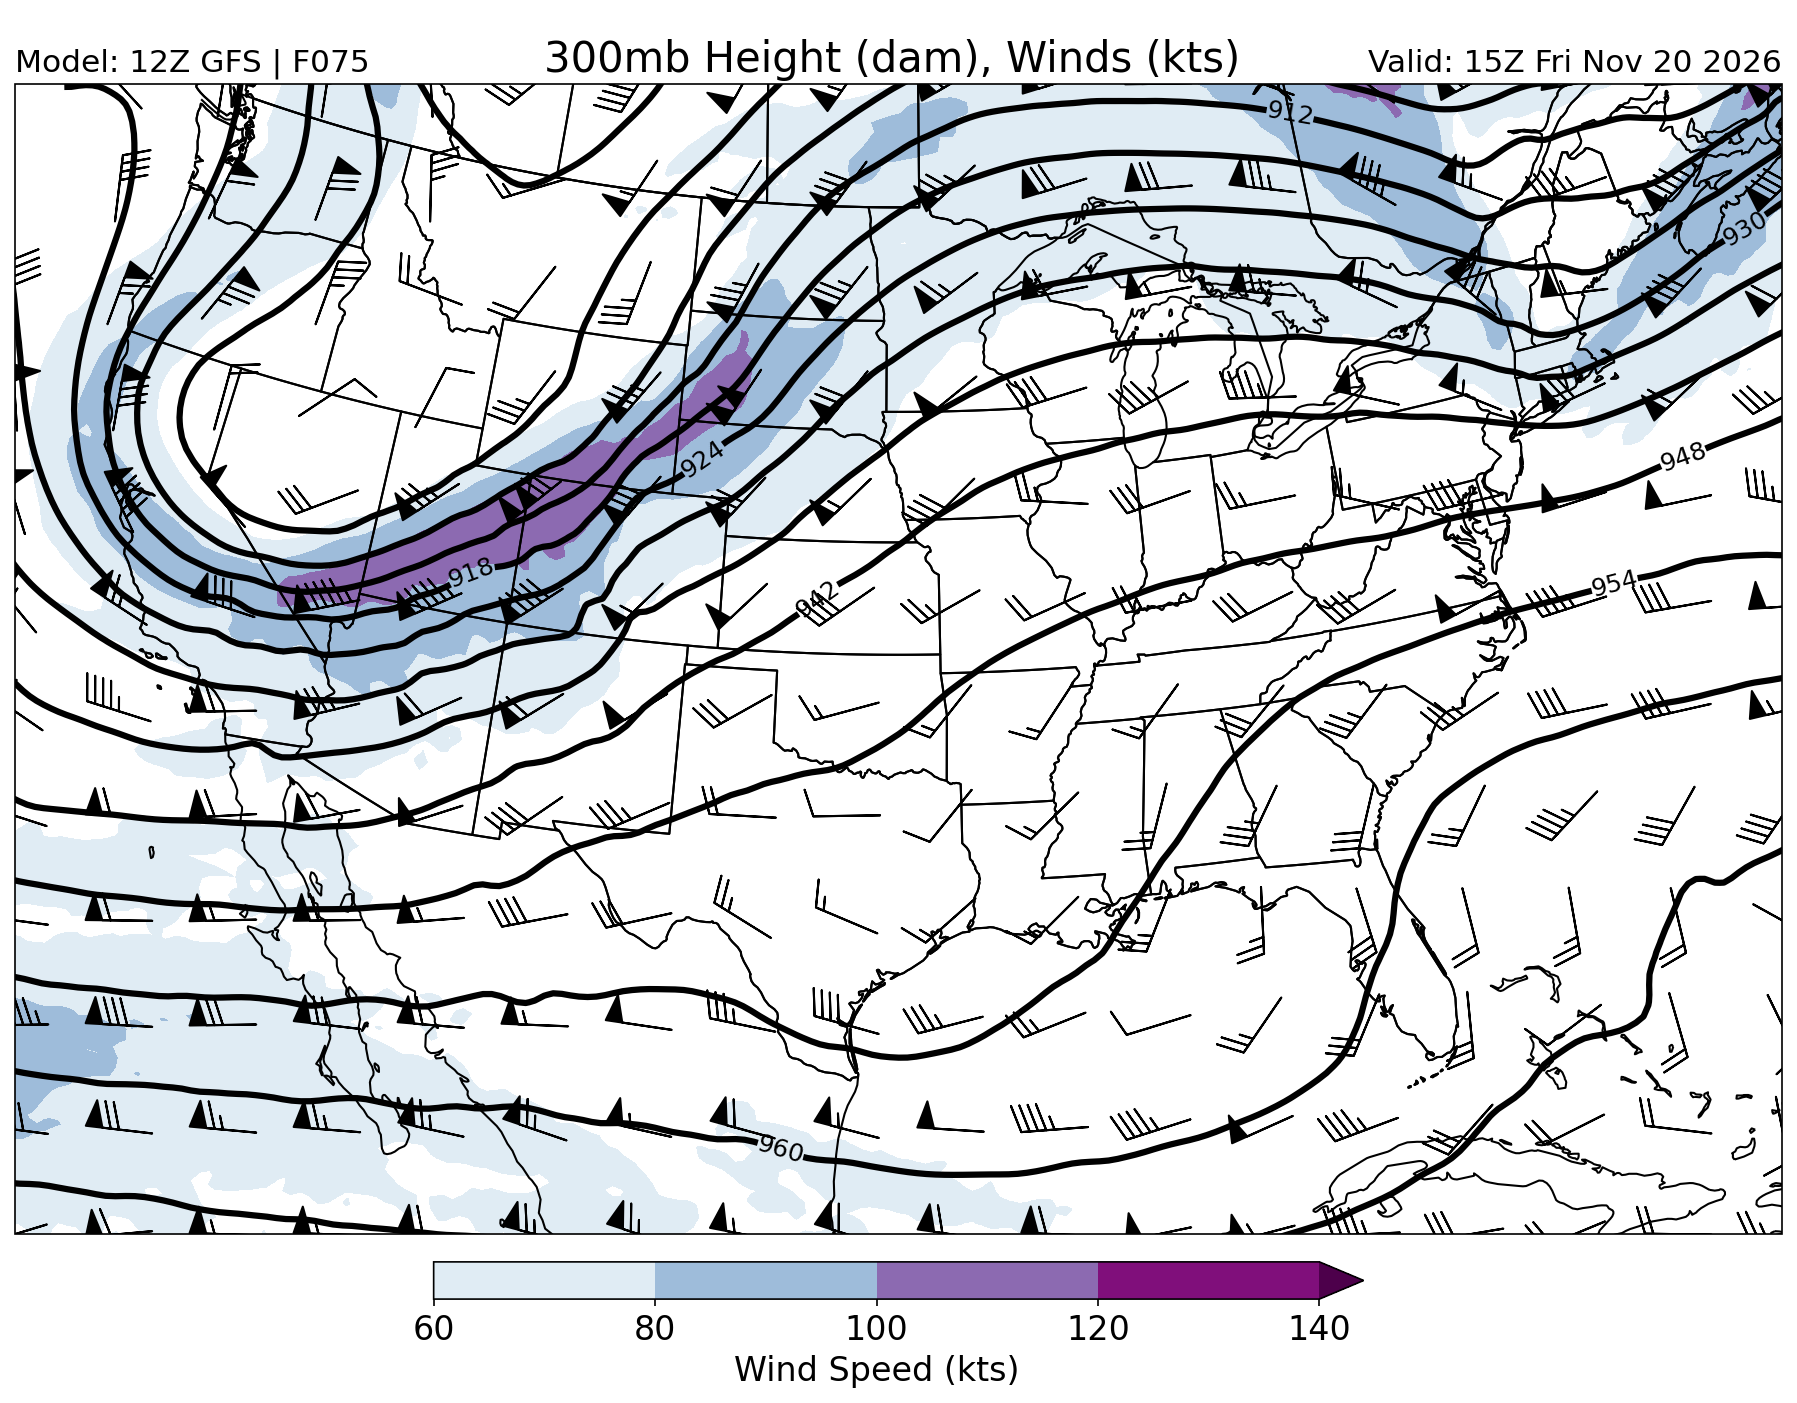 Model: 12Z GFS | F075
300mb Height (dam), Winds (kts)
Valid: 15Z Fri Nov 20 2026
912
930
924
948
918
942
954
960
60 80 100 120 140
Wind Speed (kts)